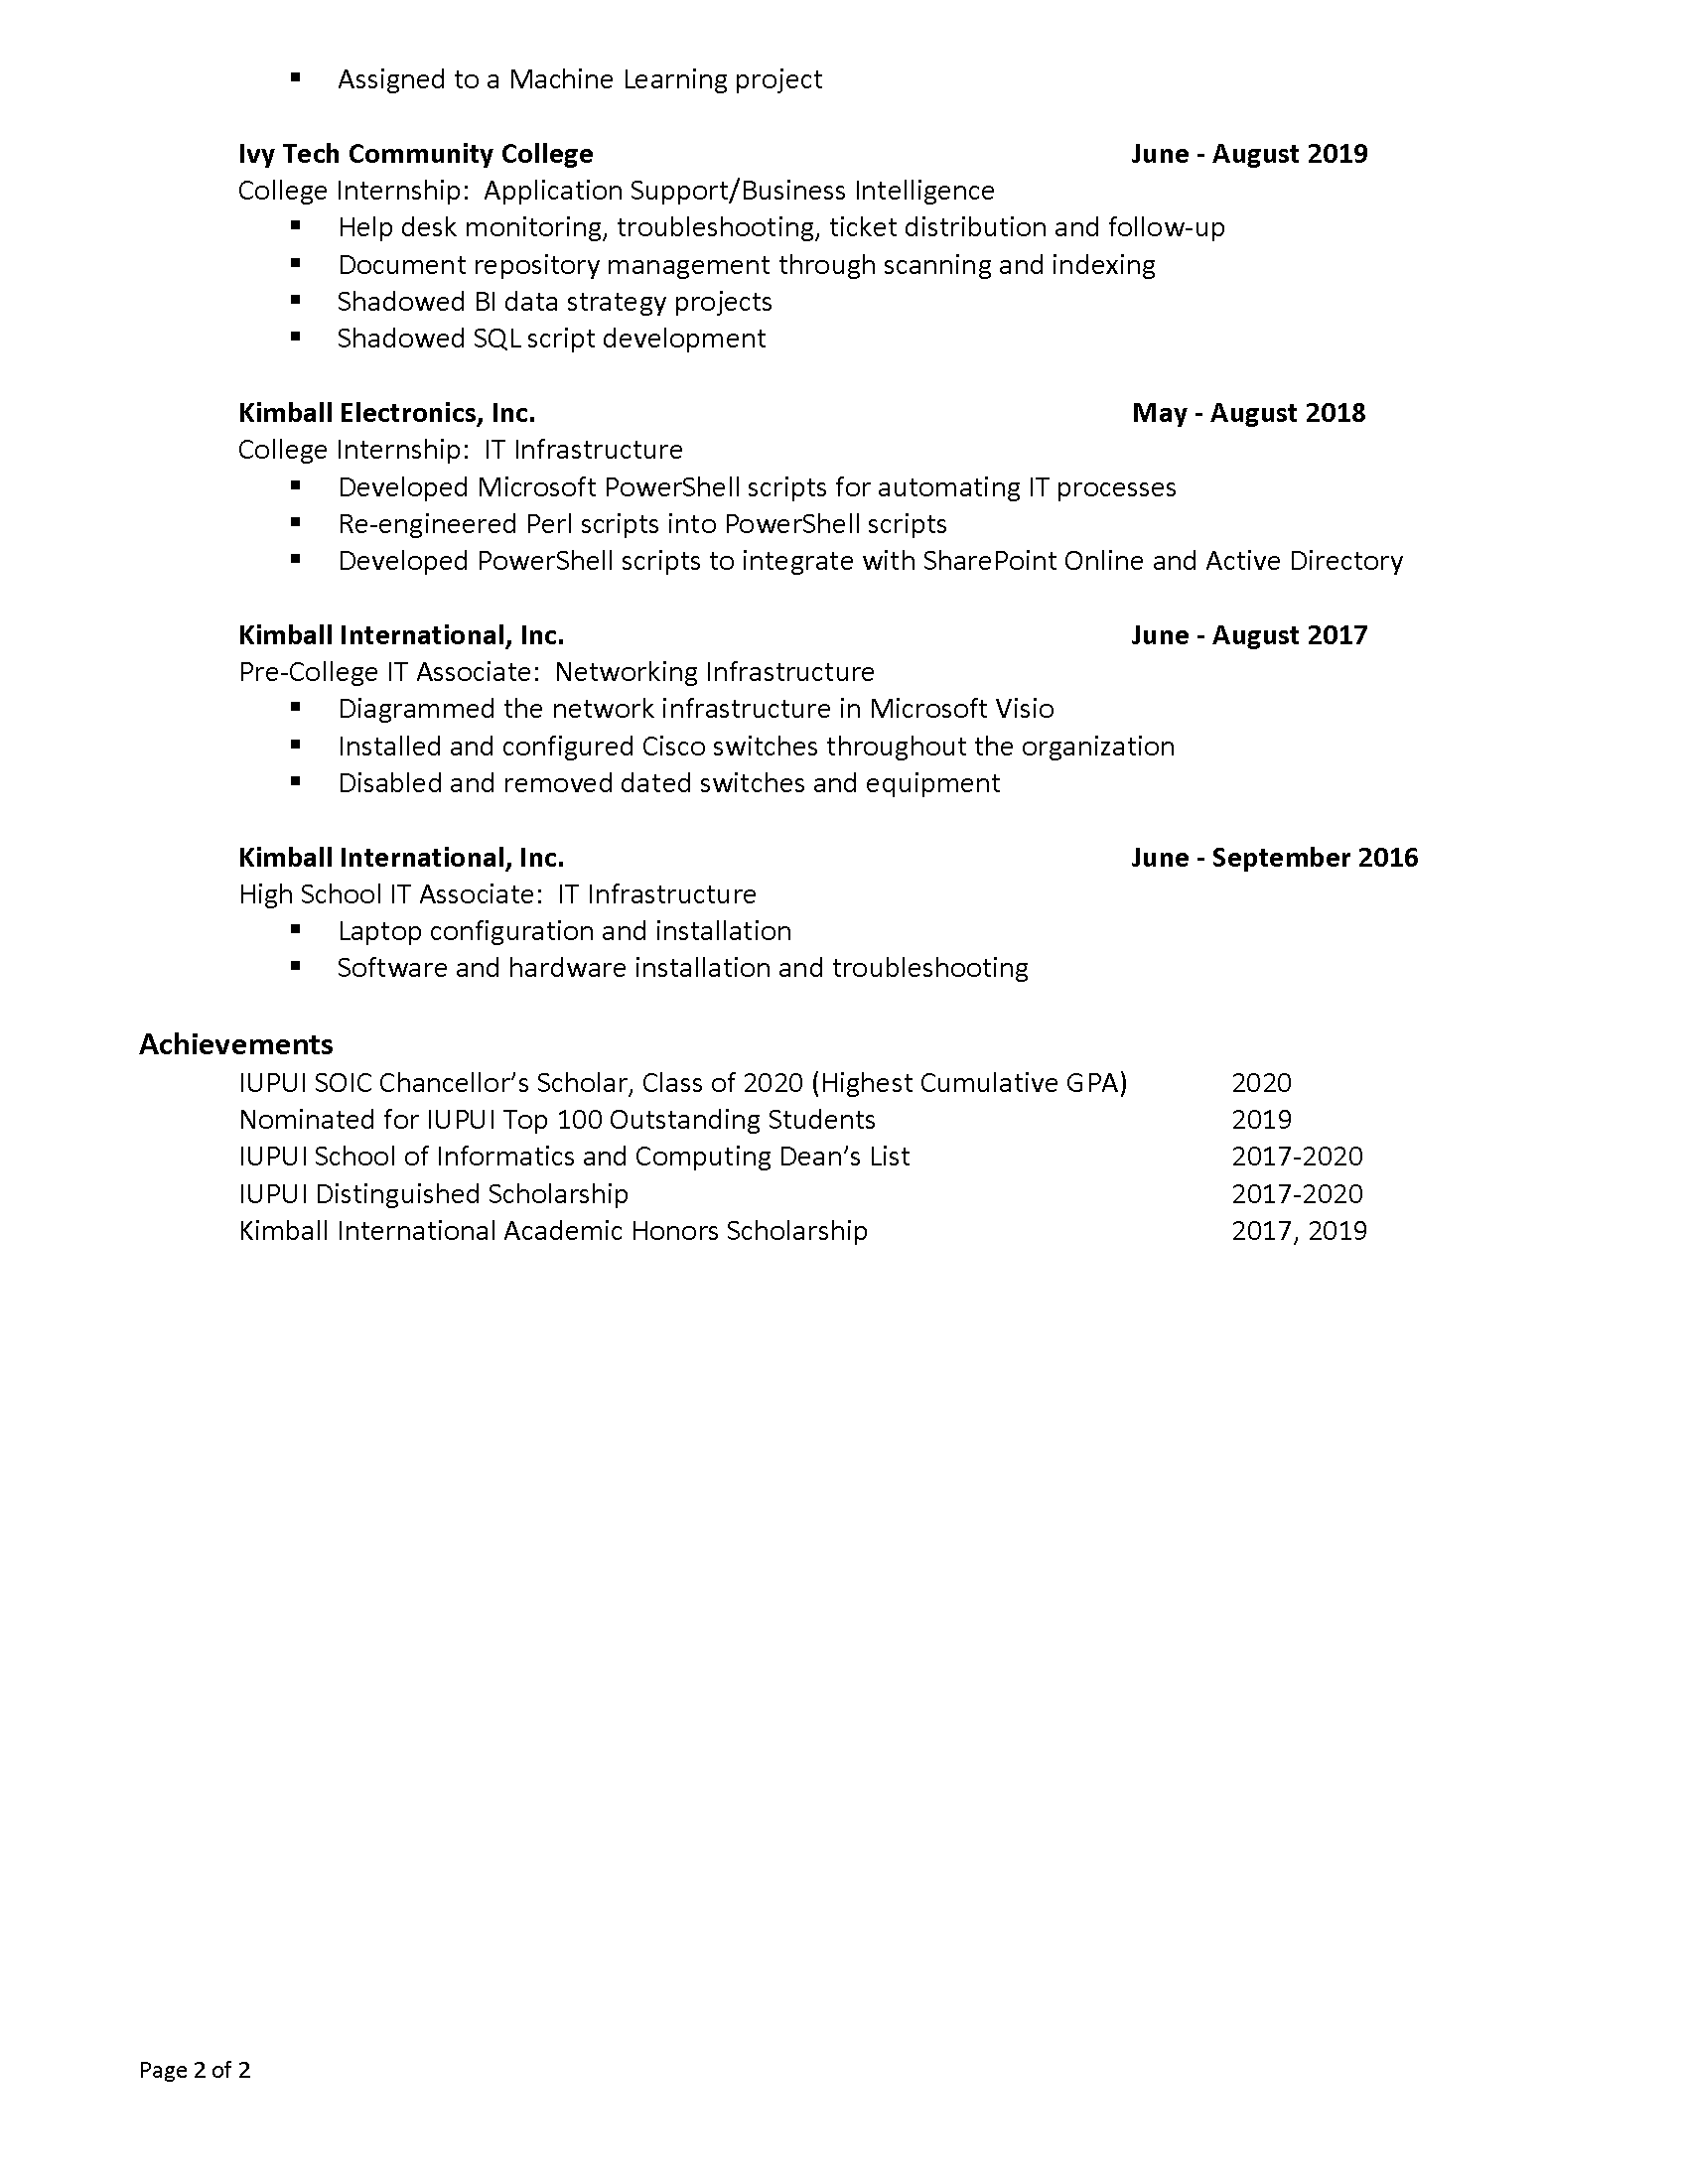 ▪ Assigned to a Machine Learning project
Ivy Tech Community College June - August 2019
College Internship:  Application Support/Business Intelligence
▪ Help desk monitoring, troubleshooting, ticket distribution and follow-up
▪ Document repository management through scanning and indexing
▪ Shadowed BI data strategy projects
▪ Shadowed SQL script development
Kimball Electronics, Inc. May - August 2018
College Internship:  IT Infrastructure
▪ Developed Microsoft PowerShell scripts for automating IT processes
▪ Re-engineered Perl scripts into PowerShell scripts
▪ Developed PowerShell scripts to integrate with SharePoint Online and Active Directory
Kimball International, Inc. June - August 2017
Pre-College IT Associate:  Networking Infrastructure
▪ Diagrammed the network infrastructure in Microsoft Visio
▪ Installed and configured Cisco switches throughout the organization
▪ Disabled and removed dated switches and equipment
Kimball International, Inc. June - September 2016
High School IT Associate:  IT Infrastructure
▪ Laptop configuration and installation
▪ Software and hardware installation and troubleshooting
Achievements
IUPUI SOIC Chancellor’s Scholar, Class of 2020 (Highest Cumulative GPA) 2020
Nominated for IUPUI Top 100 Outstanding Students 2019
IUPUI School of Informatics and Computing Dean’s List 2017-2020
IUPUI Distinguished Scholarship 2017-2020
Kimball International Academic Honors Scholarship 2017, 2019
Page 2 of 2